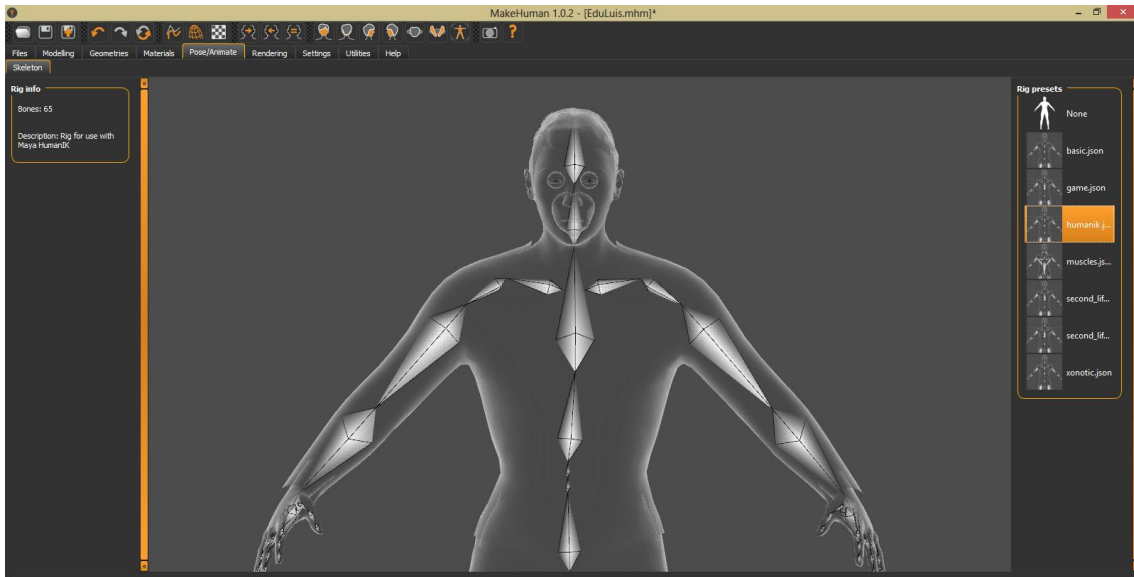 MakeHuman 1.0.2 - [EduLuis.mhm]*
Files Modelling Geometries Materials Pose/Animate Rendering Settings Utilities Help
Skeleton
Rig info
Bones: 65
Description: Rig for use with
Maya HumanIK
Rig presets
None
basic.json
game.json
humanik.j...
muscles.js...
second_lif...
second_lif...
xonotic.json